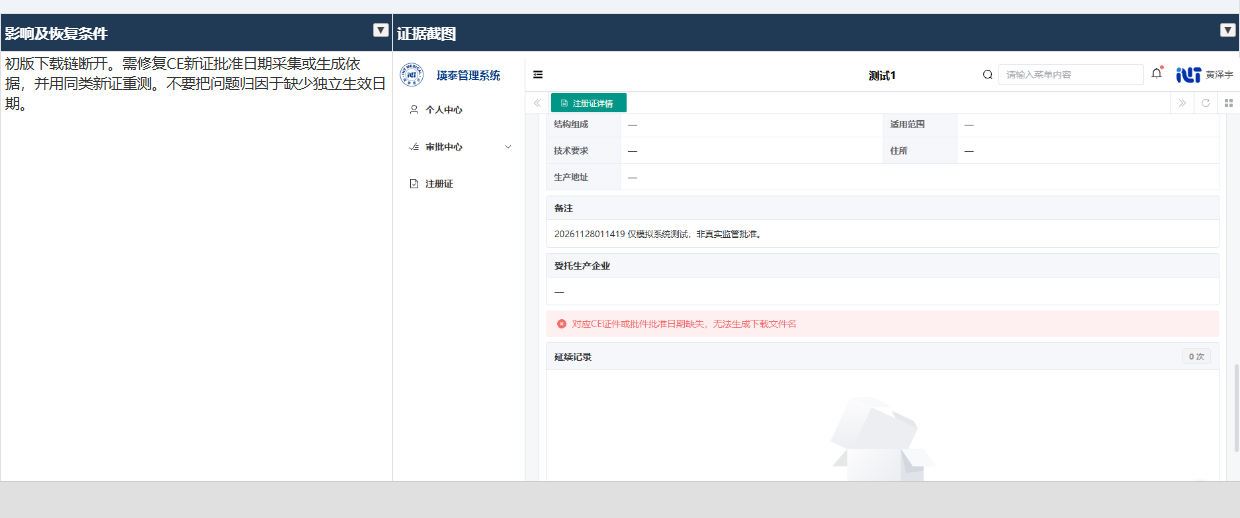 影响及恢复条件
证据截图
初版下载链断开。需修复CE新证批准日期采集或生成依
据，并用同类新证重测。不要把问题归因于缺少独立生效日
期。
瑛泰管理系统
测试1
请输入菜单内容
黄泽宇
个人中心
审批中心
注册证
注册证详情
结构组成 —
适用范围 —
技术要求 —
住所 —
生产地址 —
备注
20261128011419 仅模拟系统测试，非真实监管批准。
受托生产企业
—
对应CE证件或批件批准日期缺失，无法生成下载文件名
延续记录
0 次